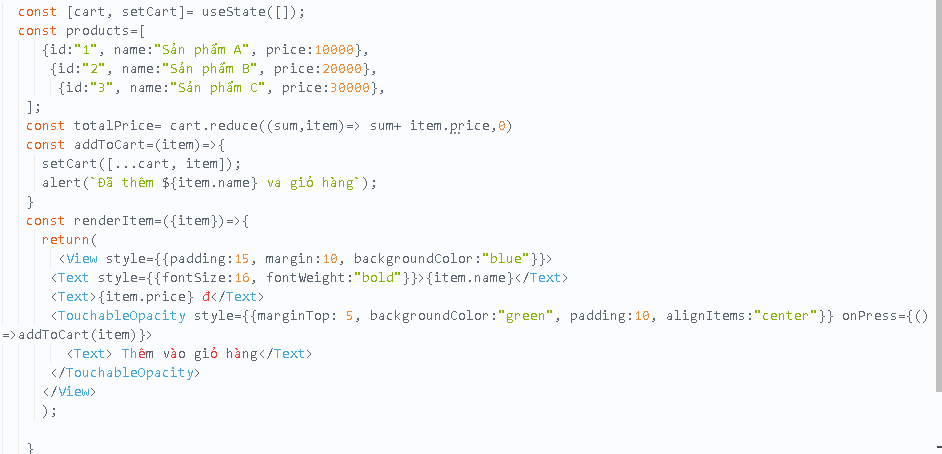 const [cart, setCart]= useState([]);
const products=[
{id:"1", name:"Sản phẩm A", price:10000},
{id:"2", name:"Sản phẩm B", price:20000},
{id:"3", name:"Sản phẩm C", price:30000},
];
const totalPrice= cart.reduce((sum,item)=> sum+ item.price,0)
const addToCart=(item)=>{
setCart([...cart, item]);
alert(`Đã thêm ${item.name} va giỏ hàng`);
}
const renderItem=({item})=>{
return(
<View style={{padding:15, margin:10, backgroundColor:"blue"}}>
<Text style={{fontSize:16, fontWeight:"bold"}}>{item.name}</Text>
<Text>{item.price} đ</Text>
<TouchableOpacity style={{marginTop: 5, backgroundColor:"green", padding:10, alignItems:"center"}} onPress={()
=>addToCart(item)}>
<Text> Thêm vào giỏ hàng</Text>
</TouchableOpacity>
</View>
);
}